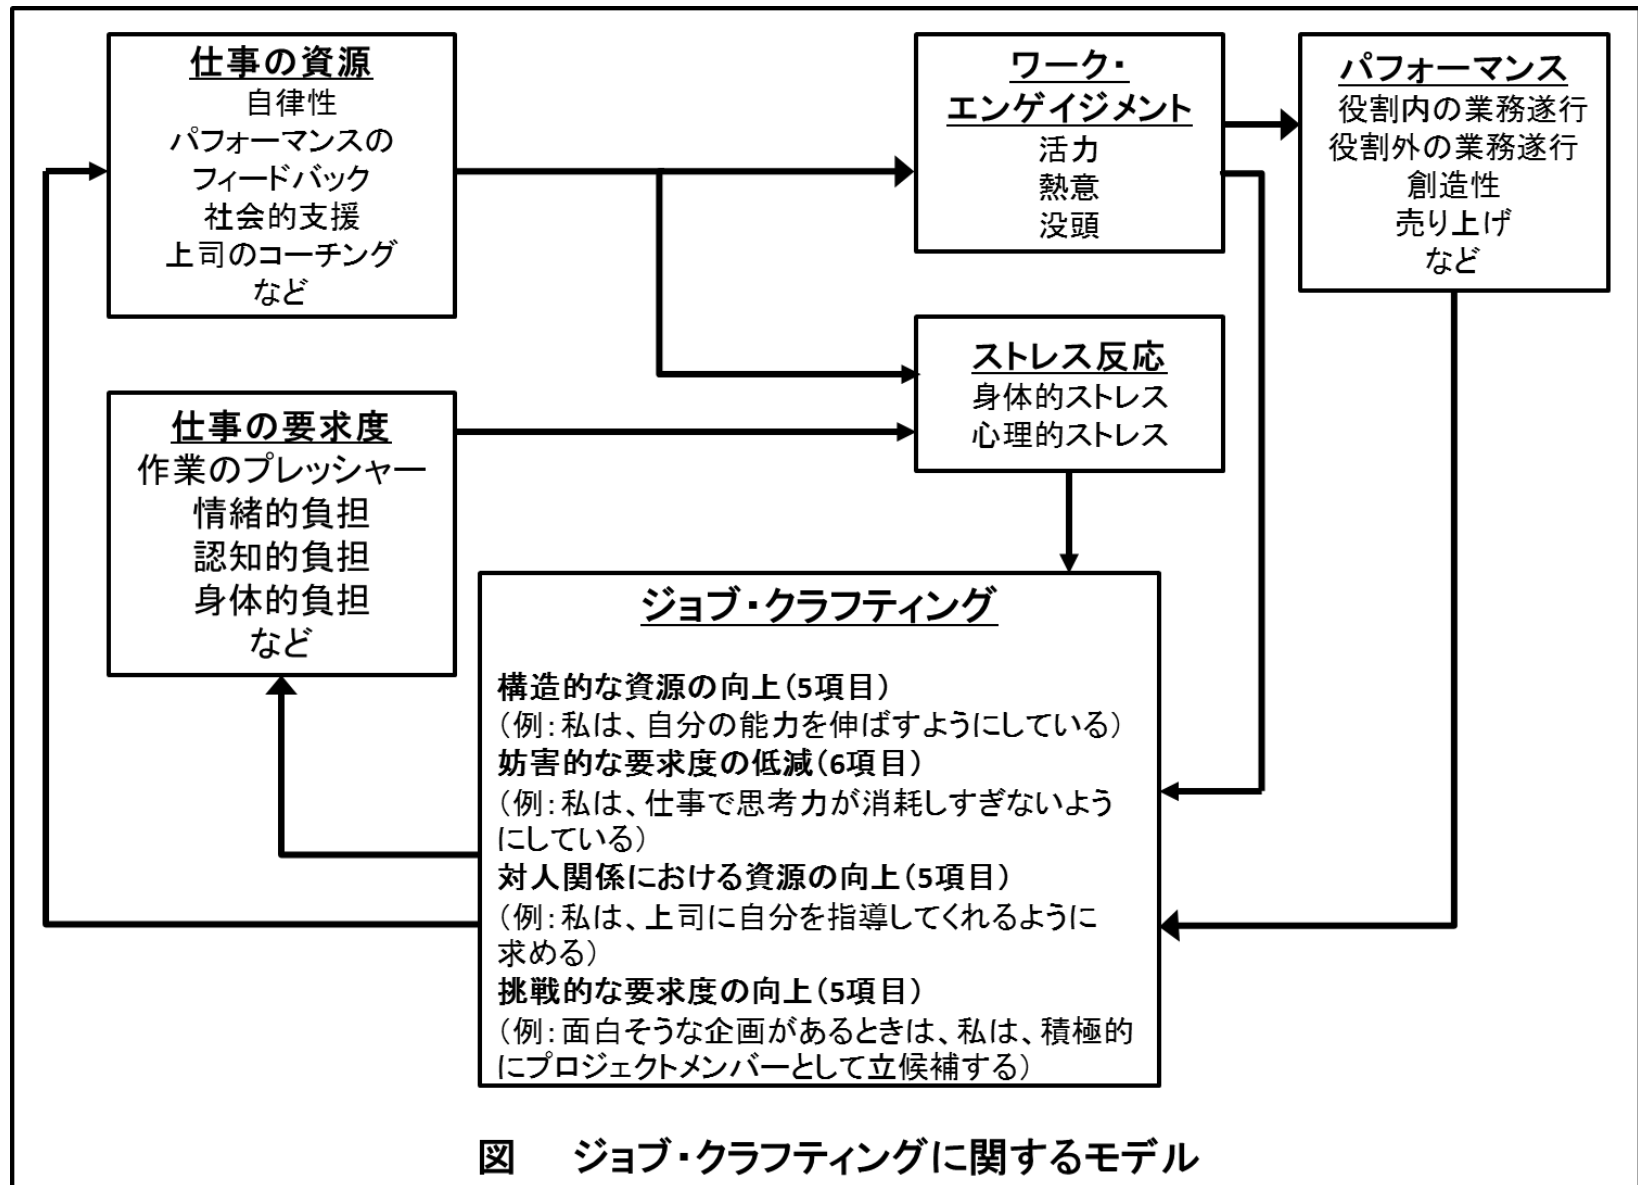 仕事の資源
自律性
パフォーマンスの
フィードバック
社会的支援
上司のコーチング
など
ワーク・
エンゲイジメント
活力
熱意
没頭
パフォーマンス
役割内の業務遂行
役割外の業務遂行
創造性
売り上げ
など
ストレス反応
身体的ストレス
心理的ストレス
仕事の要求度
作業のプレッシャー
情緒的負担
認知的負担
身体的負担
など
ジョブ・クラフティング
構造的な資源の向上(5項目)
(例:私は、自分の能力を伸ばすようにしている)
妨害的な要求度の低減(6項目)
(例:私は、仕事で思考力が消耗しすぎないよう
にしている)
対人関係における資源の向上(5項目)
(例:私は、上司に自分を指導してくれるように
求める)
挑戦的な要求度の向上(5項目)
(例:面白そうな企画があるときは、私は、積極的
にプロジェクトメンバーとして立候補する)
図 ジョブ・クラフティングに関するモデル